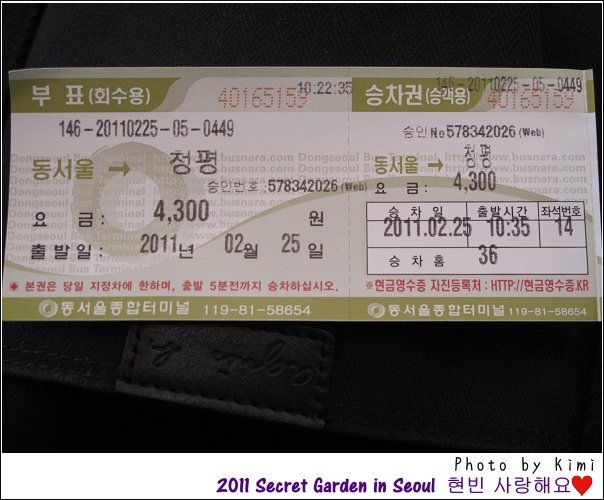 부 표 (회수용) 40165159 10:22:35
146-20110225-05-0449
동서울 → 청평
승인번호 : 578342026 (Web)
요 금 : 4,300 원
출발일 : 2011년 02월 25일
※ 본권은 당일 지정차에 한하며, 출발 5분전까지 승차하십시오.
동서울종합터미널 119-81-58654
승차권 (승객용) 40165159
146-20110225-05-0449
승인No578342026 (Web)
동서울 → 청평
요 금 : 4,300
승 차 일 출발시간 좌석번호
2011.02.25 10:35 14
승 차 홈 36
※현금영수증 자진등록처 : HTTP://현금영수증.KR
동서울종합터미널 119-81-58654
Photo by Kimi
2011 Secret Garden in Seoul 현빈 사랑해요♥